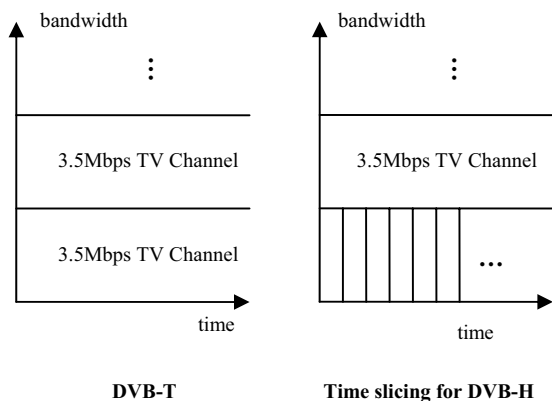 bandwidth
...
3.5Mbps TV Channel
3.5Mbps TV Channel
time
DVB-T
bandwidth
...
3.5Mbps TV Channel
...
time
Time slicing for DVB-H